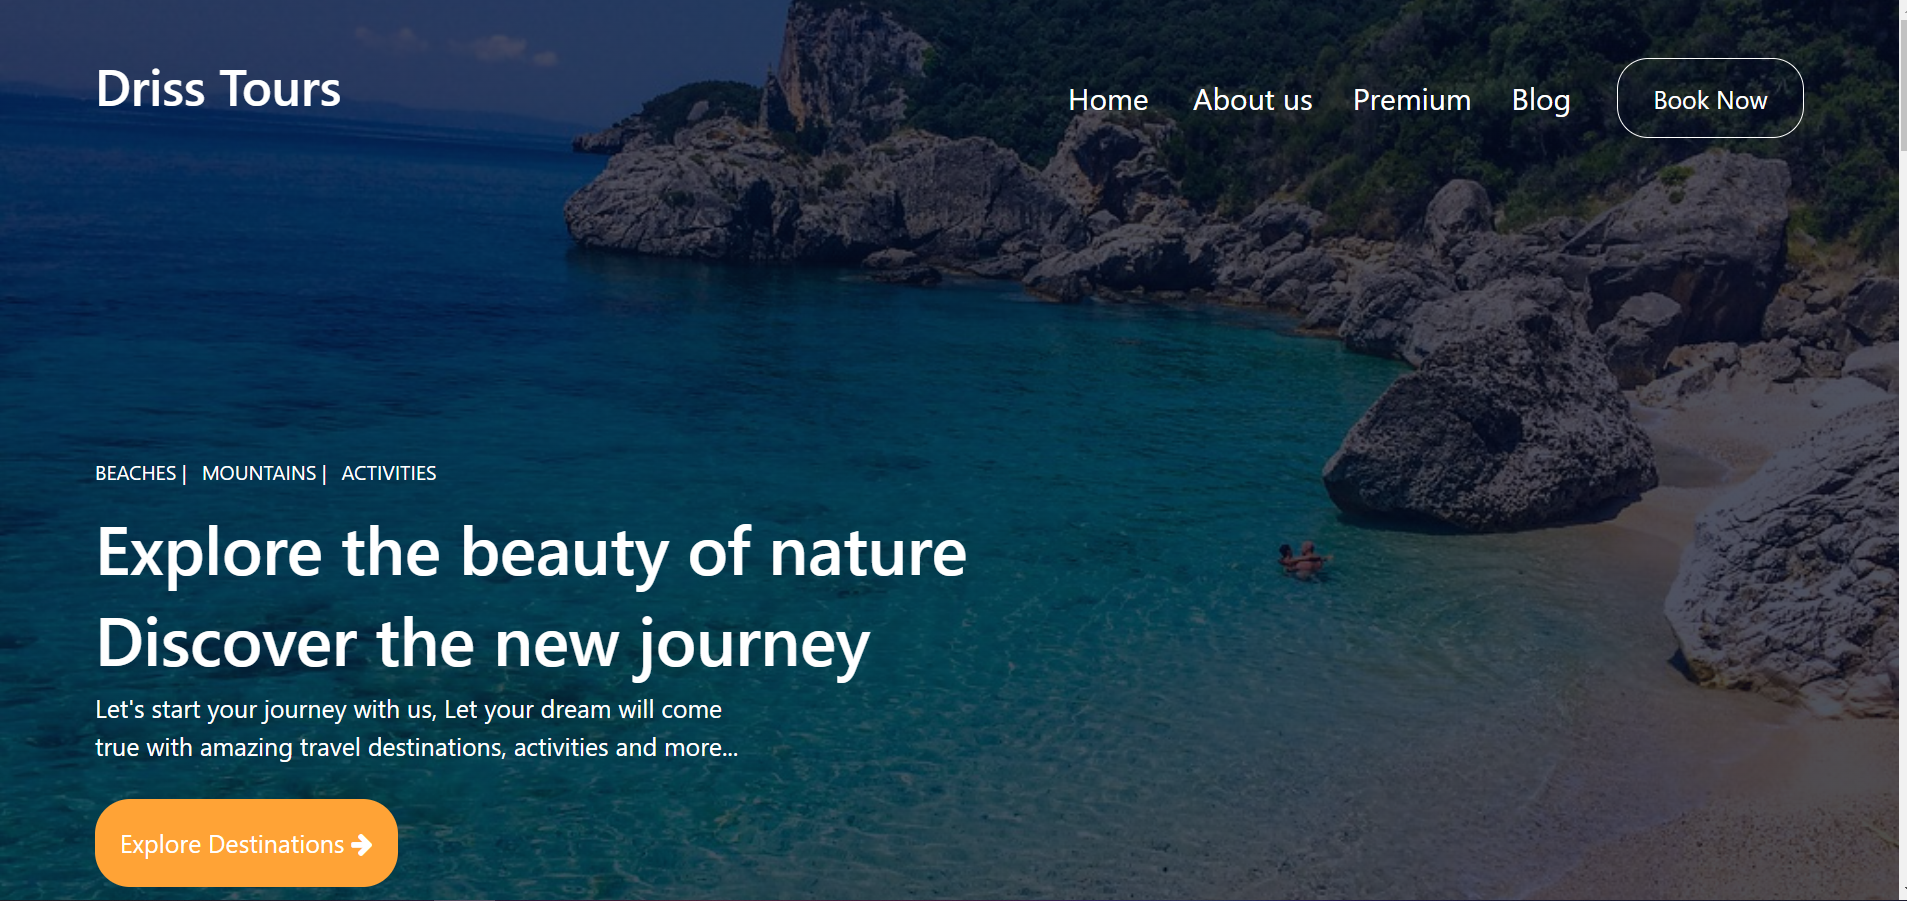 Driss Tours
Home About us Premium Blog Book Now
BEACHES | MOUNTAINS | ACTIVITIES
Explore the beauty of nature
Discover the new journey
Let's start your journey with us, Let your dream will come
true with amazing travel destinations, activities and more...
Explore Destinations